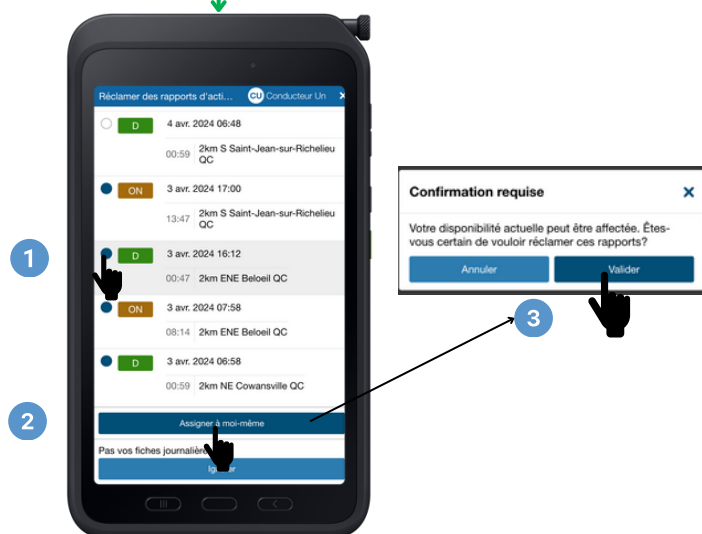 Réclamer des rapports d'acti... CU Conducteur Un ×
D 4 avr. 2024 06:48
00:59 2km S Saint-Jean-sur-Richelieu
QC
ON 3 avr. 2024 17:00
13:47 2km S Saint-Jean-sur-Richelieu
QC
1
D 3 avr. 2024 16:12
00:47 2km ENE Beloeil QC
ON 3 avr. 2024 07:58
08:14 2km ENE Beloeil QC
D 3 avr. 2024 06:58
00:59 2km NE Cowansville QC
2
Assigner à moi-même
Pas vos fiches journalière
Confirmation requise ×
Votre disponibilité actuelle peut être affectée. Êtes-
vous certain de vouloir réclamer ces rapports?
Annuler Valider
3